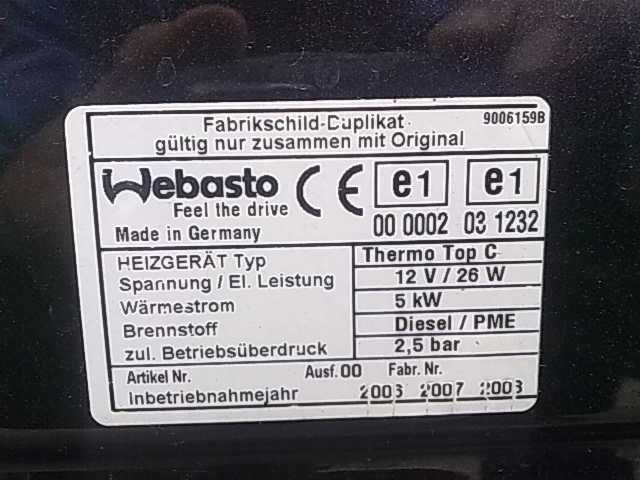 Fabrikschild-Duplikat 9006159B
gültig nur zusammen mit Original
Webasto CE e1 e1
Feel the drive
Made in Germany 00 0002 03 1232
HEIZGERÄT Typ Thermo Top C
Spannung / El. Leistung 12 V / 26 W
Wärmestrom 5 kW
Brennstoff Diesel / PME
zul. Betriebsüberdruck 2,5 bar
Artikel Nr. Ausf. 00 Fabr. Nr.
Inbetriebnahmejahr 2006 2007 2008